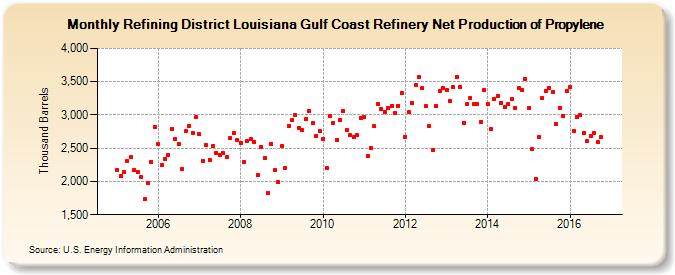 Monthly Refining District Louisiana Gulf Coast Refinery Net Production of Propylene
Thousand Barrels
4,000
3,500
3,000
2,500
2,000
1,500
2006 2008 2010 2012 2014 2016
Source: U.S. Energy Information Administration